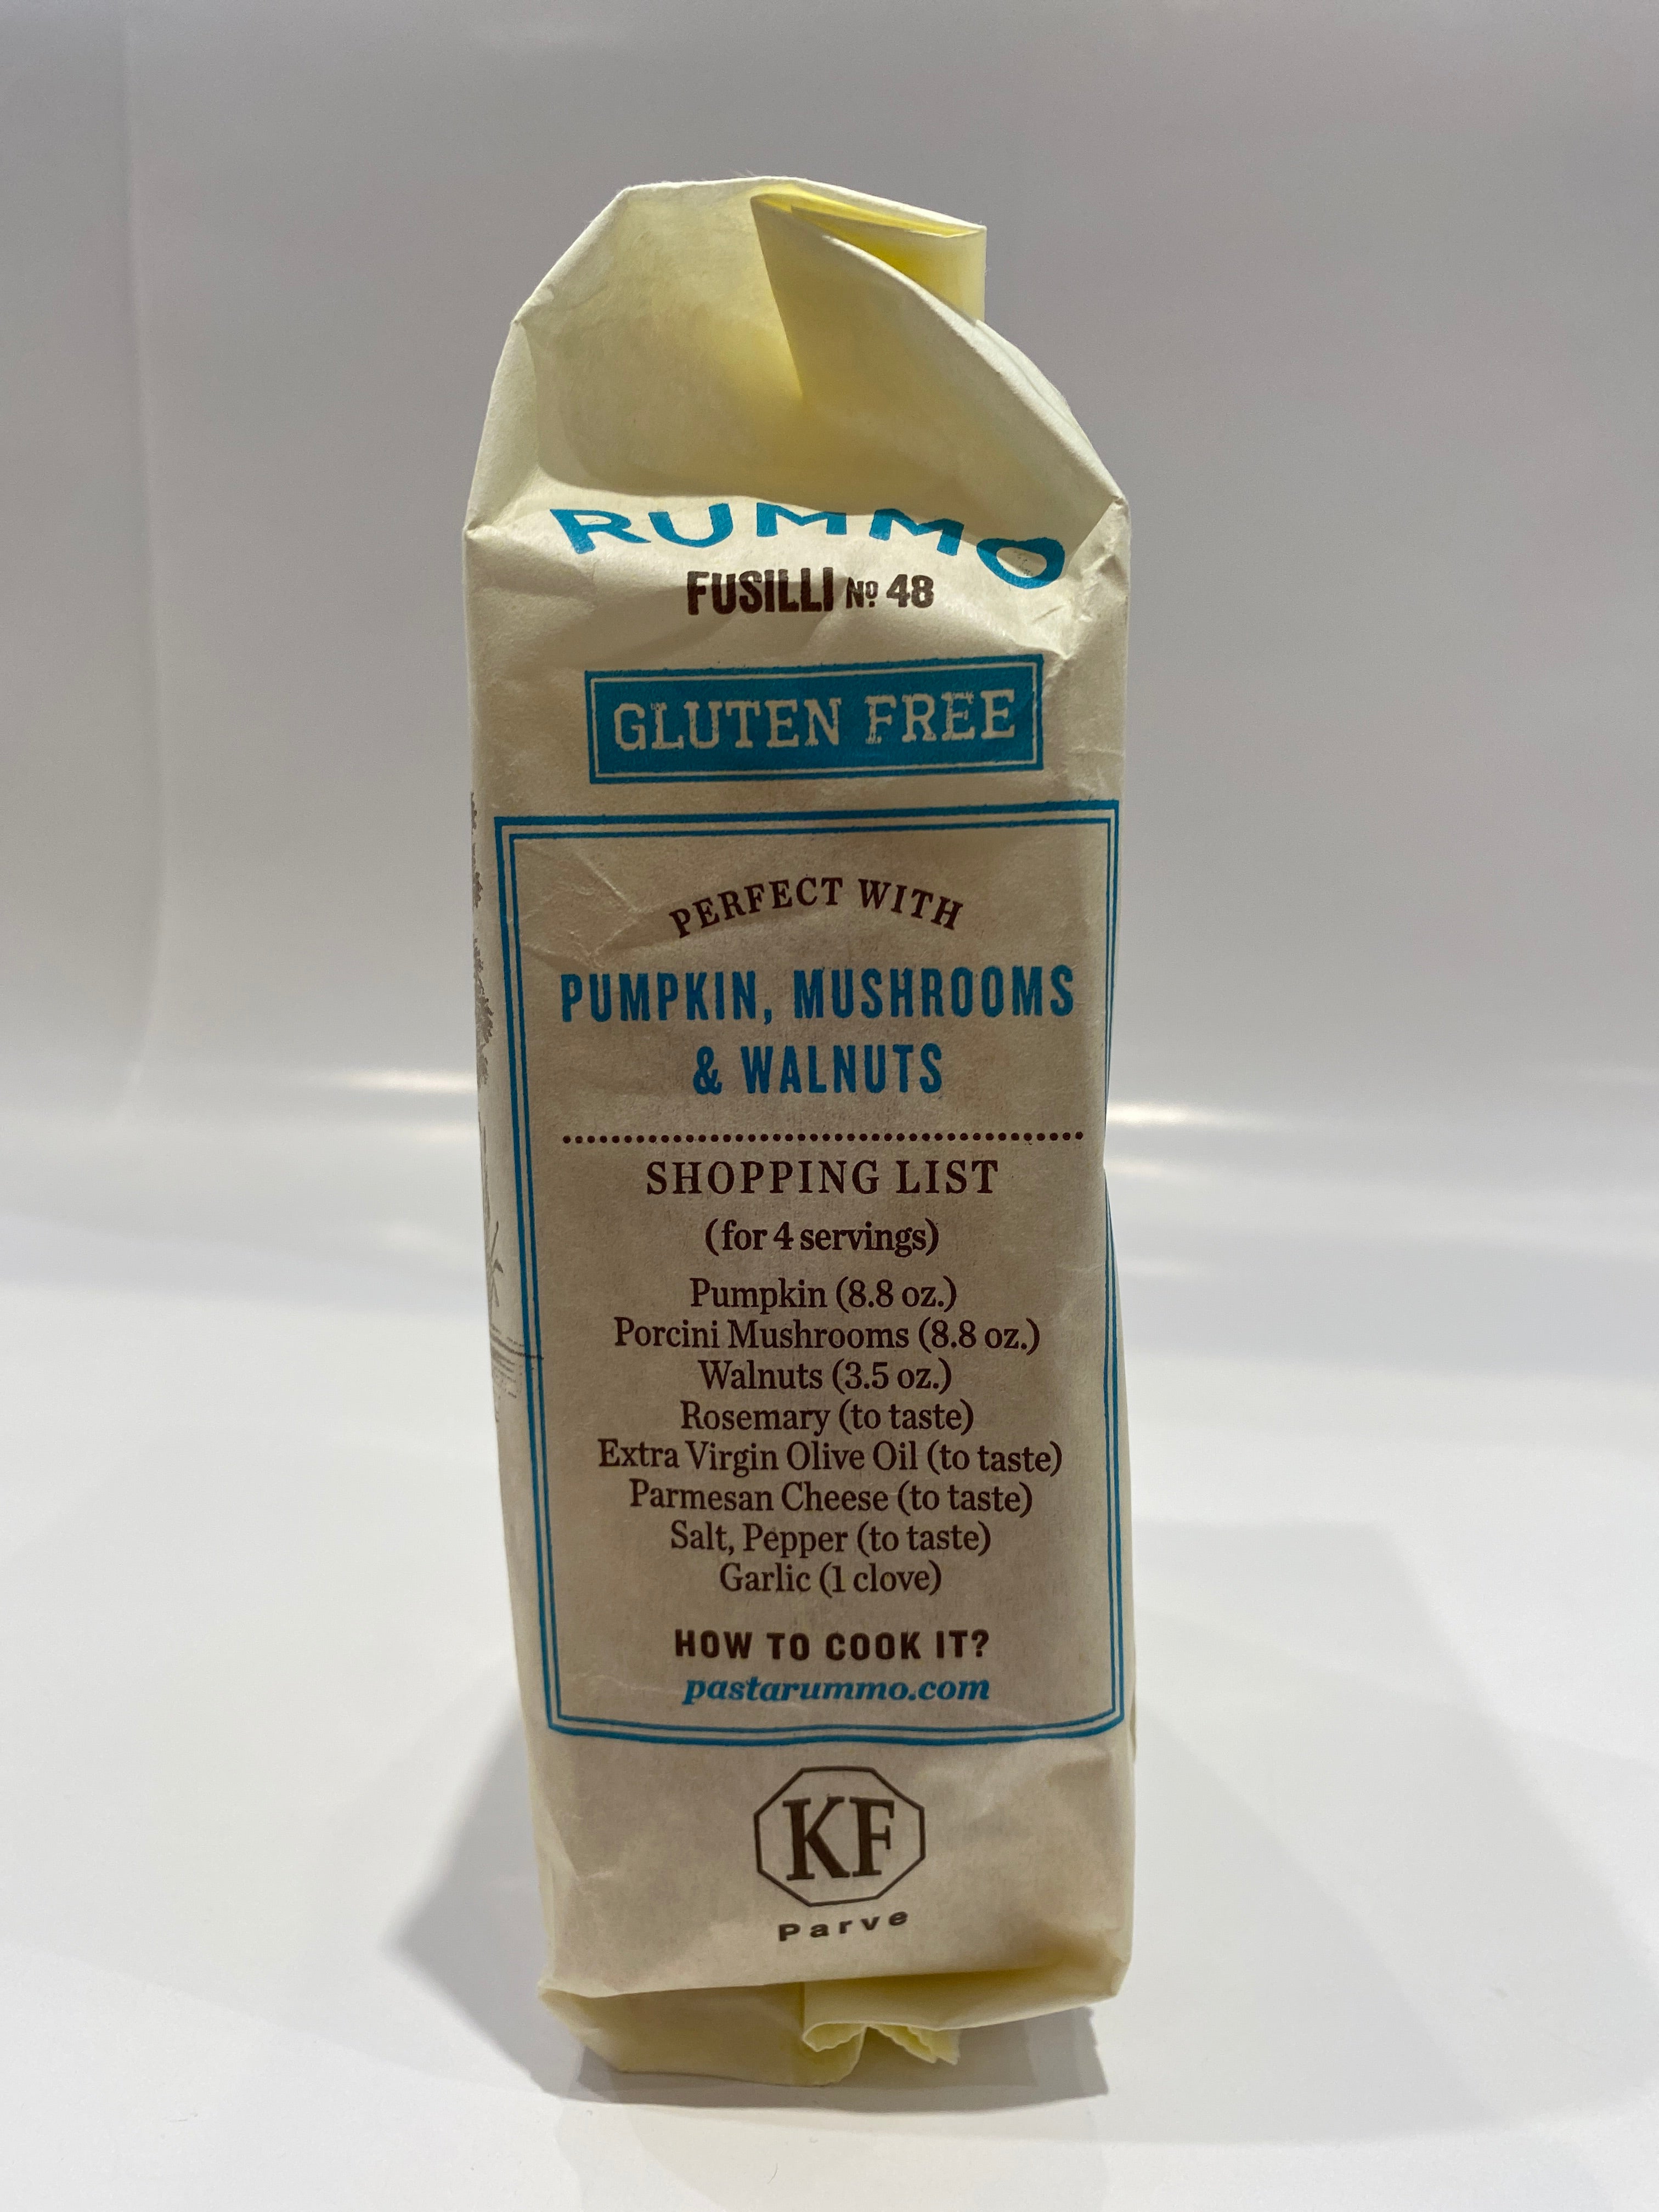 RUMMO
FUSILLI Nº 48
GLUTEN FREE
PERFECT WITH
PUMPKIN, MUSHROOMS
& WALNUTS
SHOPPING LIST
(for 4 servings)
Pumpkin (8.8 oz.)
Porcini Mushrooms (8.8 oz.)
Walnuts (3.5 oz.)
Rosemary (to taste)
Extra Virgin Olive Oil (to taste)
Parmesan Cheese (to taste)
Salt, Pepper (to taste)
Garlic (1 clove)
HOW TO COOK IT?
pastarummo.com
KF
Parve